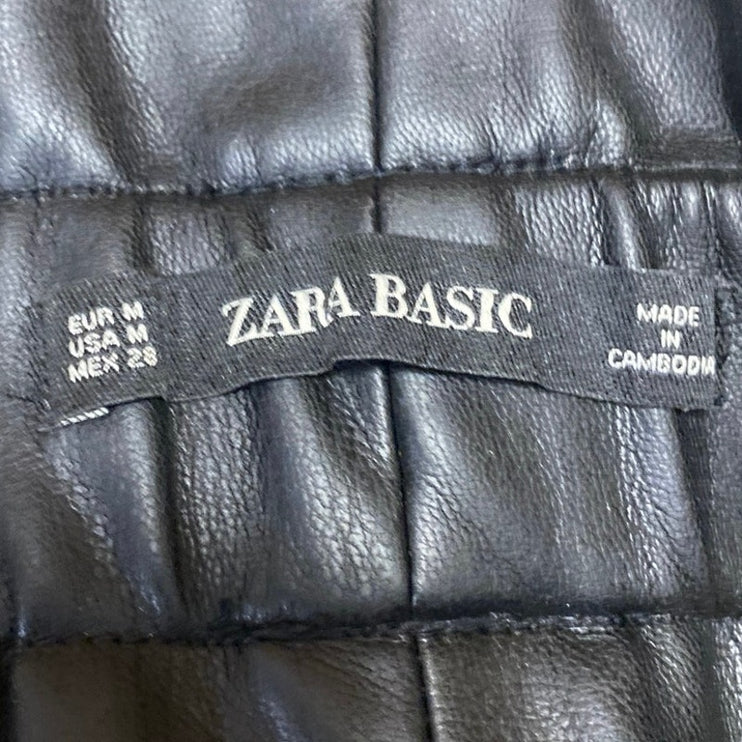 EUR M
USA M
MEX 28
ZARA BASIC
MADE
IN
CAMBODIA